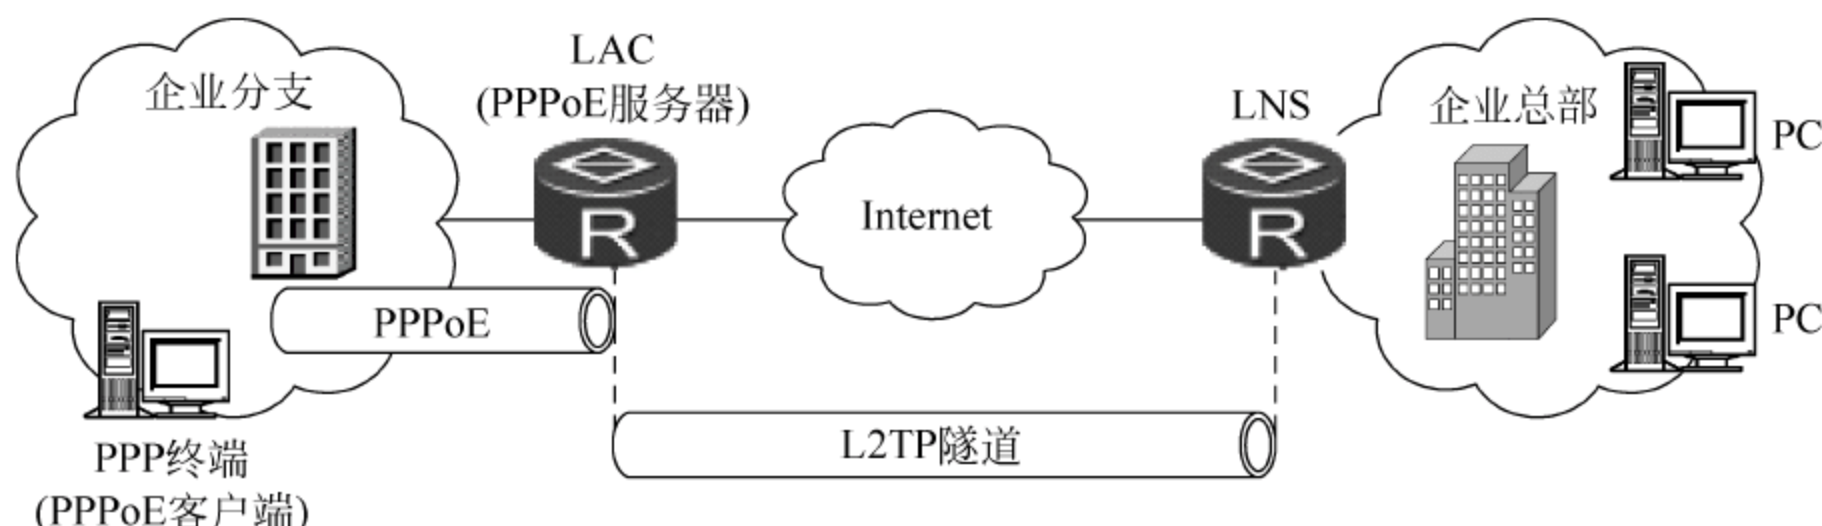 企业分支
LAC
(PPPoE服务器)
R
Internet
LNS
R
企业总部
PC
PC
PPPoE
L2TP隧道
PPP终端
(PPPoE客户端)